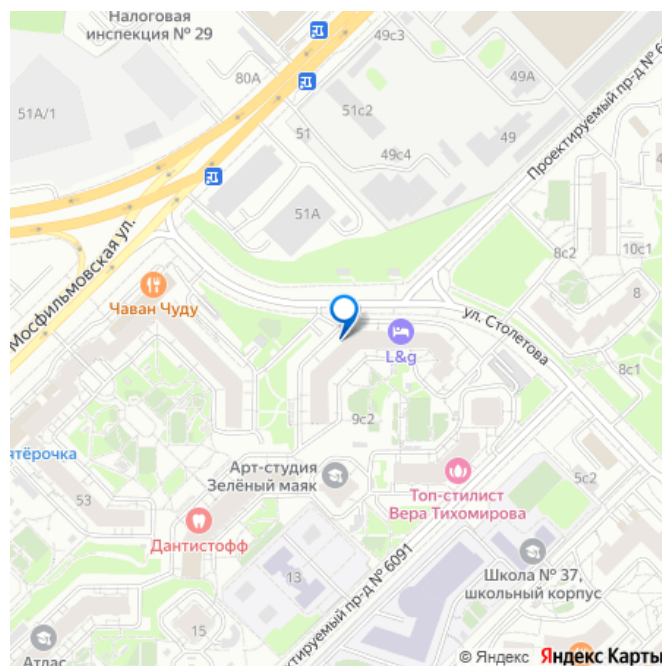 Налоговая
инспекция № 29
49с3
80А
49А
51А/1
51с2
51
49
49с4
Проектируемый пр-д № 6
51А
Мосфильмовская ул.
8с2
10с1
8
Чаван Чуду
ул. Столетова
L&g
8с1
9с2
ятёрочка
Арт-студия
Зелёный маяк
5с2
53
Топ-стилист
Вера Тихомирова
Дантистофф
13
Проектируемый пр-д № 6091
Школа № 37,
школьный корпус
15
Атлас
© Яндекс Яндекс Карты